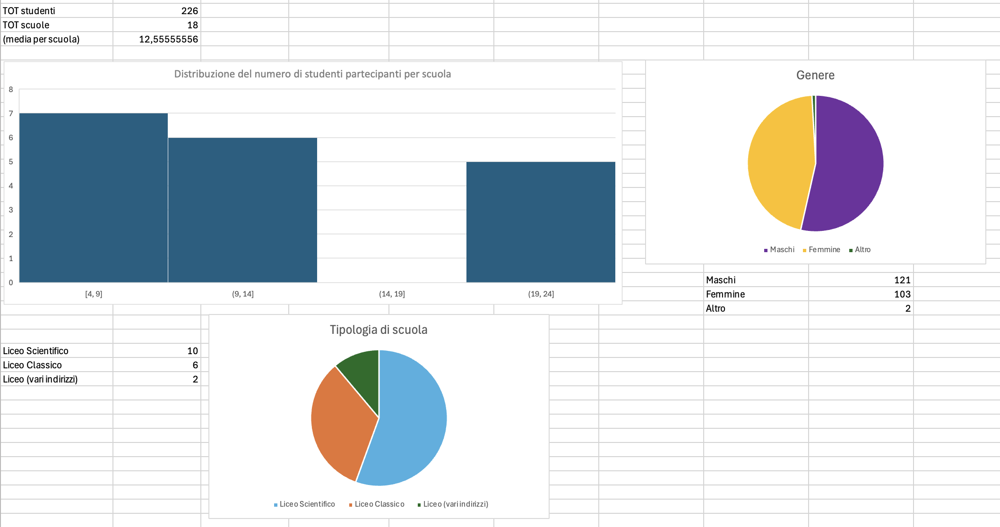 TOT studenti 226
TOT scuole 18
(media per scuola) 12,55555556
Distribuzione del numero di studenti partecipanti per scuola
8
7
6
5
4
3
2
1
0
[4, 9] (9, 14] (14, 19] (19, 24]
Genere
Maschi Femmine Altro
Maschi 121
Femmine 103
Altro 2
Liceo Scientifico 10
Liceo Classico 6
Liceo (vari indirizzi) 2
Tipologia di scuola
Liceo Scientifico Liceo Classico Liceo (vari indirizzi)